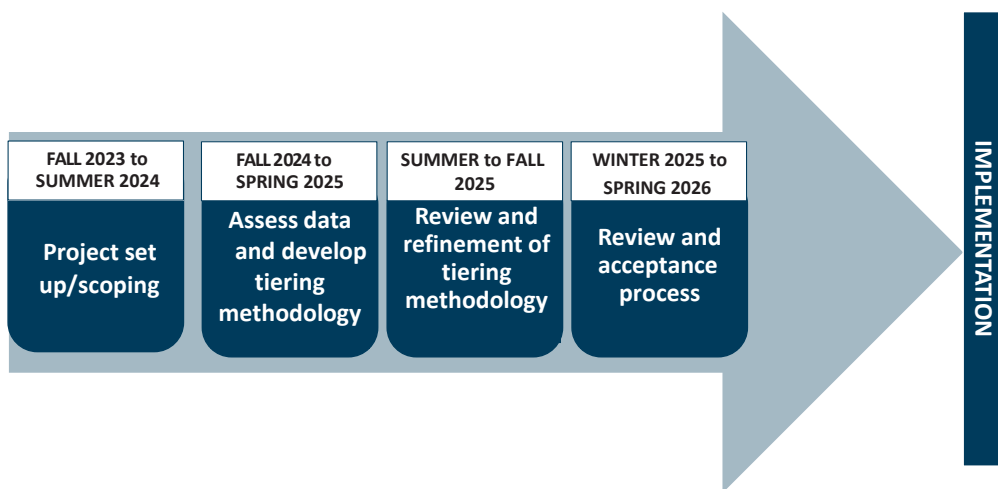 FALL 2023 to
SUMMER 2024
Project set
up/scoping
FALL 2024 to
SPRING 2025
Assess data
and develop
tiering
methodology
SUMMER to FALL
2025
Review and
refinement of
tiering
methodology
WINTER 2025 to
SPRING 2026
Review and
acceptance
process
IMPLEMENTATION